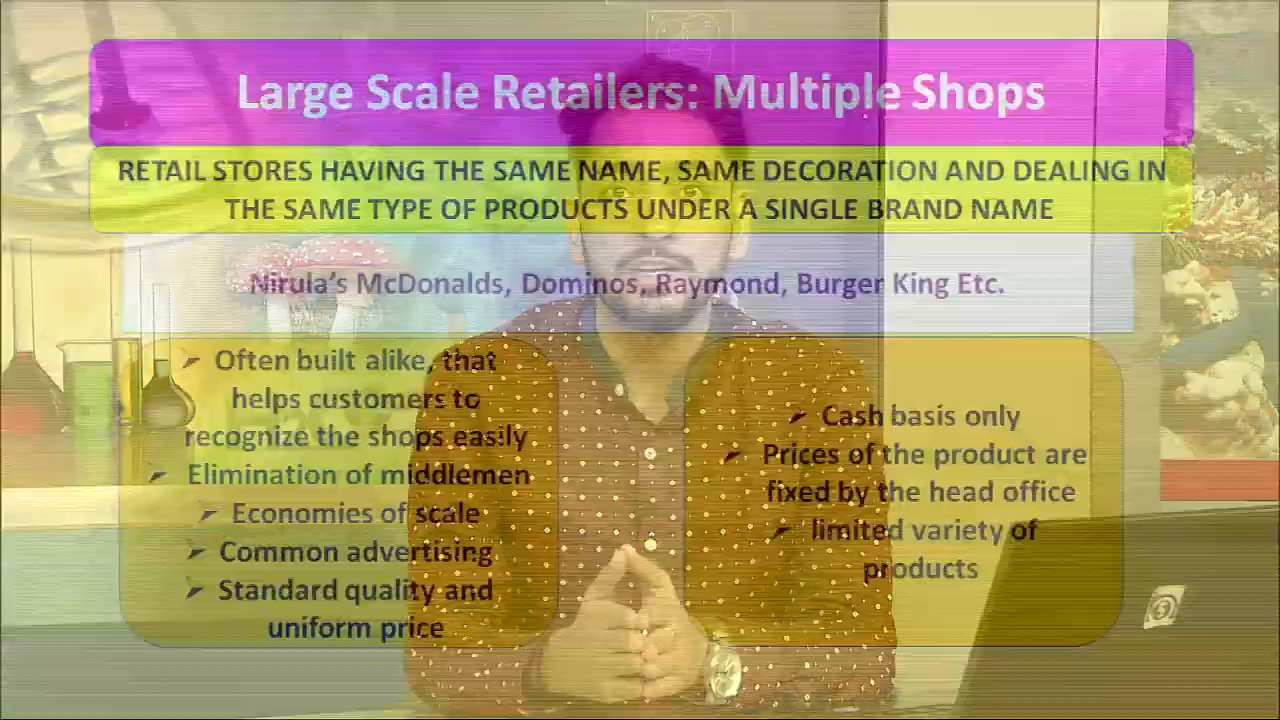 Large Scale Retailers: Multiple Shops
RETAIL STORES HAVING THE SAME NAME, SAME DECORATION AND DEALING IN
THE SAME TYPE OF PRODUCTS UNDER A SINGLE BRAND NAME
Nirula's McDonalds, Dominos, Raymond, Burger King Etc.
➢ Often built alike, that
helps customers to
recognize the shops easily
➢ Elimination of middlemen
➢ Economies of scale
➢ Common advertising
➢ Standard quality and
uniform price
➢ Cash basis only
➢ Prices of the product are
fixed by the head office
➢ limited variety of
products